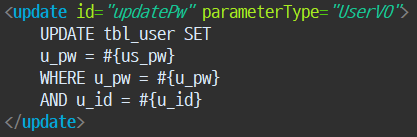 <update id="updatePw" parameterType="UserVO">
UPDATE tbl_user SET
u_pw = #{us_pw}
WHERE u_pw = #{u_pw}
AND u_id = #{u_id}
</update>